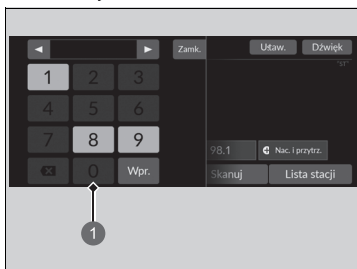 Zamk.
Ustaw.
Dźwięk
"ST"
1 2 3
4 5 6
7 8 9
0 Wpr.
98.1
Nac. i przytrz.
Skanuj
Lista stacji
1